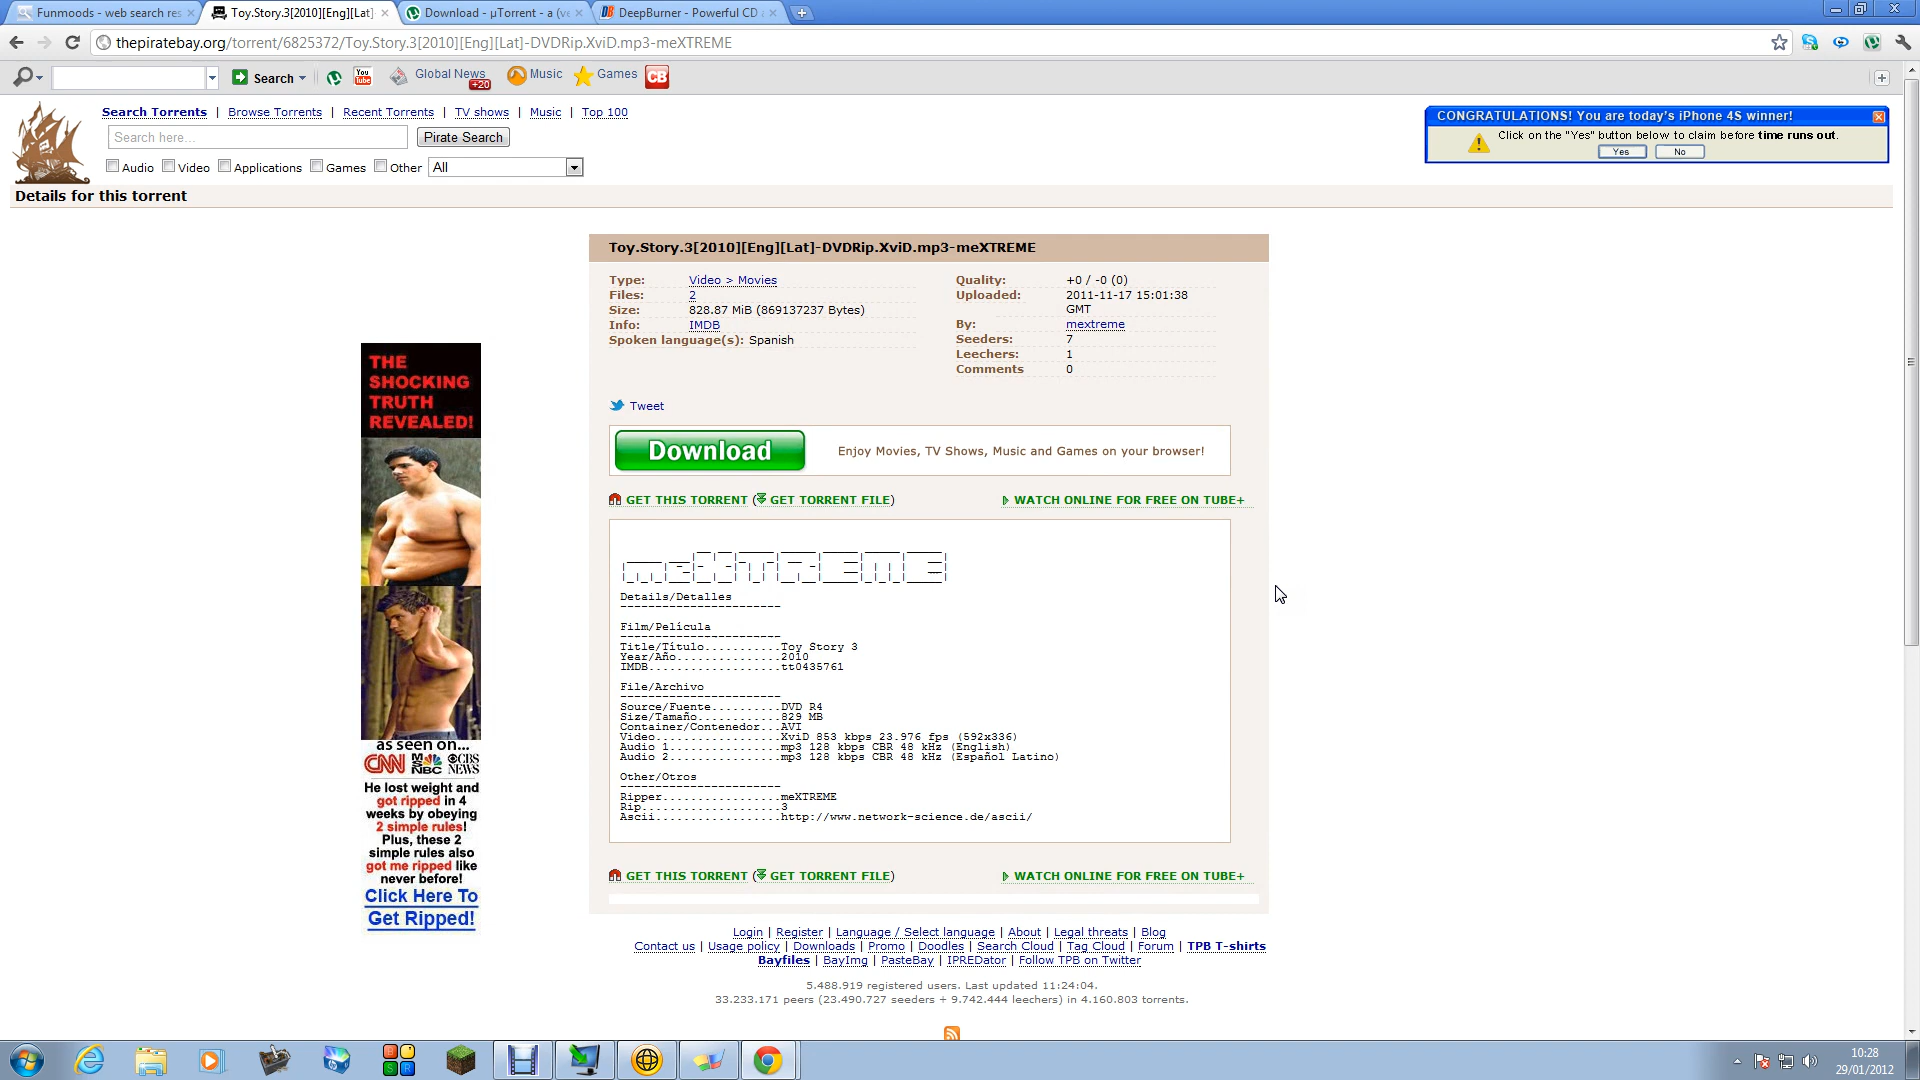 Funmoods - web search res
Toy.Story.3[2010][Eng][Lat]
Download - µTorrent - a (ve
DeepBurner - Powerful CD
thepiratebay.org/torrent/6825372/Toy.Story.3[2010][Eng][Lat]-DVDRip.XviD.mp3-meXTREME
Search
You Tube
Global News
+20
Music
Games
CB
Search Torrents | Browse Torrents | Recent Torrents | TV shows | Music | Top 100
Search here...
Pirate Search
Audio Video Applications Games Other All
CONGRATULATIONS! You are today's iPhone 4S winner!
Click on the "Yes" button below to claim before time runs out.
Yes No
Details for this torrent
Toy.Story.3[2010][Eng][Lat]-DVDRip.XviD.mp3-meXTREME
Type: Video > Movies
Files: 2
Size: 828.87 MiB (869137237 Bytes)
Info: IMDB
Spoken language(s): Spanish
Quality: +0 / -0 (0)
Uploaded: 2011-11-17 15:01:38
GMT
By: mextreme
Seeders: 7
Leechers: 1
Comments 0
Tweet
Download
Enjoy Movies, TV Shows, Music and Games on your browser!
GET THIS TORRENT (GET TORRENT FILE)
WATCH ONLINE FOR FREE ON TUBE+
meXTREME
Details/Detalles
-----------------------
Film/Película
-----------------------
Title/Título...........Toy Story 3
Year/Año...............2010
IMDB...................tt0435761
File/Archivo
-----------------------
Source/Fuente..........DVD R4
Size/Tamaño............829 MB
Container/Contenedor...AVI
Video..................XviD 853 kbps 23.976 fps (592x336)
Audio 1................mp3 128 kbps CBR 48 kHz (English)
Audio 2................mp3 128 kbps CBR 48 kHz (Español Latino)
Other/Otros
-----------------------
Ripper.................meXTREME
Rip....................3
Ascii..................http://www.network-science.de/ascii/
GET THIS TORRENT (GET TORRENT FILE)
WATCH ONLINE FOR FREE ON TUBE+
THE
SHOCKING
TRUTH
REVEALED!
as seen on...
CNN MSNBC CBS NEWS
He lost weight and
got ripped in 4
weeks by obeying
2 simple rules!
Plus, these 2
simple rules also
got me ripped like
never before!
Click Here To
Get Ripped!
Login | Register | Language / Select language | About | Legal threats | Blog
Contact us | Usage policy | Downloads | Promo | Doodles | Search Cloud | Tag Cloud | Forum | TPB T-shirts
Bayfiles | BayImg | PasteBay | IPREDator | Follow TPB on Twitter
5.488.919 registered users. Last updated 11:24:04.
33.233.171 peers (23.490.727 seeders + 9.742.444 leechers) in 4.160.803 torrents.
10:28
29/01/2012